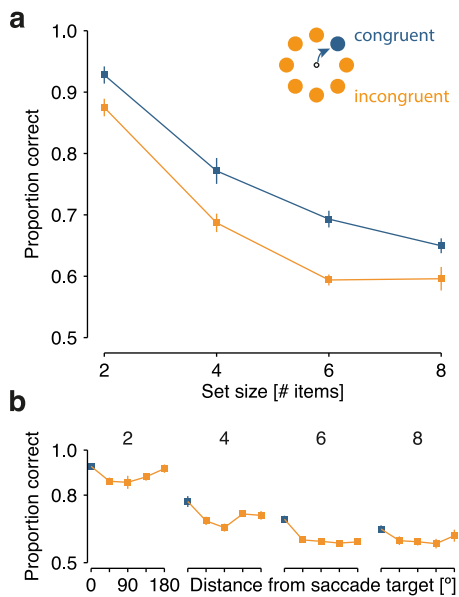 a
congruent
incongruent
Proportion correct
1.0
0.9
0.8
0.7
0.6
0.5
2 4 6 8
Set size [# items]
b
Proportion correct
2 4 6 8
1.0
0.8
0.5
0 90 180 Distance from saccade target [º]